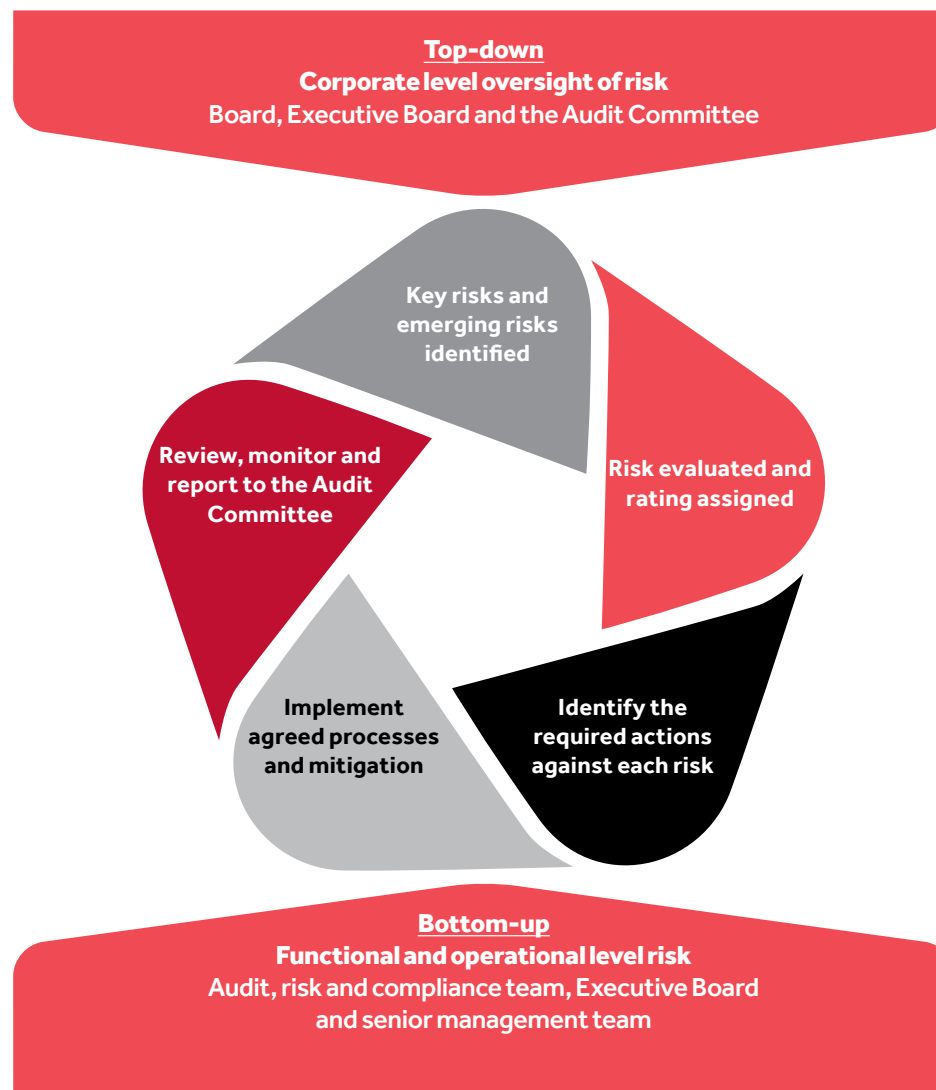 Top-down
Corporate level oversight of risk
Board, Executive Board and the Audit Committee
Key risks and
emerging risks
identified
Risk evaluated and
rating assigned
Identify the
required actions
against each risk
Implement
agreed processes
and mitigation
Review, monitor and
report to the Audit
Committee
Bottom-up
Functional and operational level risk
Audit, risk and compliance team, Executive Board
and senior management team